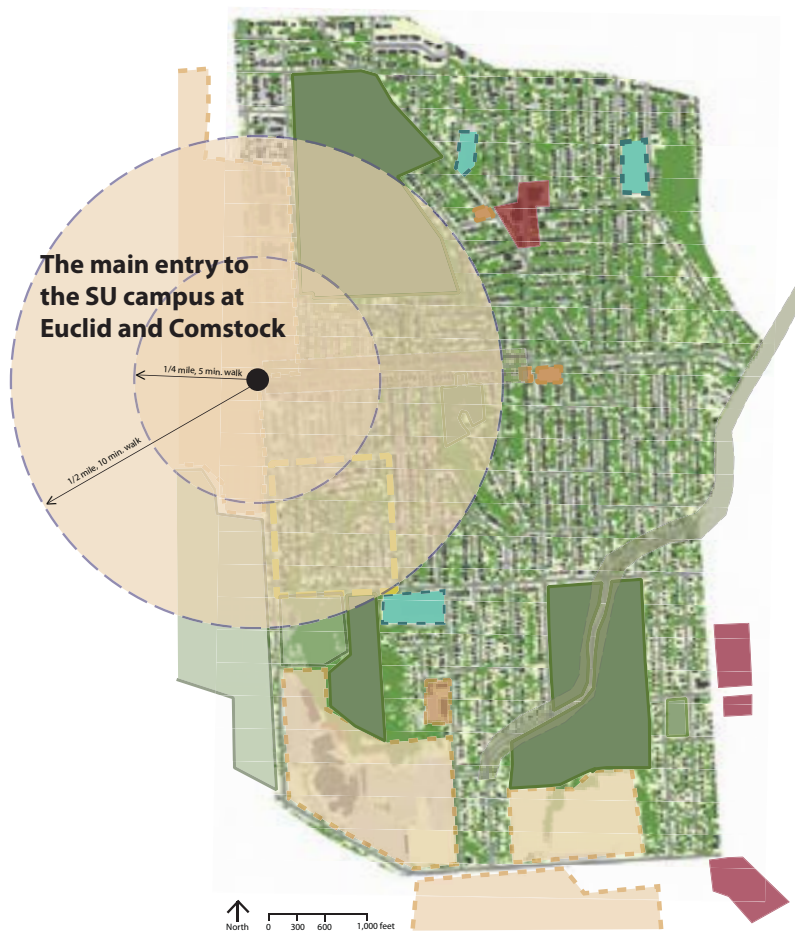 The main entry to
the SU campus at
Euclid and Comstock
1/4 mile, 5 min. walk
1/2 mile, 10 min. walk
North
0 300 600 1,000 feet